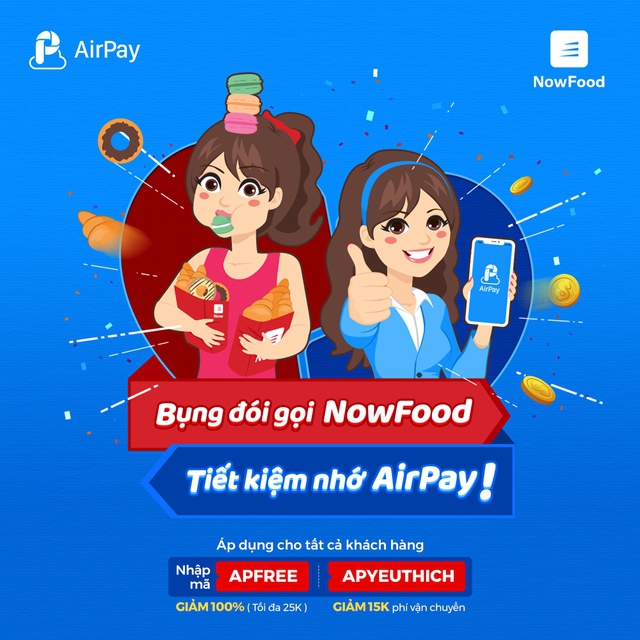 AirPay
NowFood
Now
AirPay
Bụng đói gọi NowFood
Tiết kiệm nhớ AirPay!
Áp dụng cho tất cả khách hàng
Nhập mã
APFREE
APYEUTHICH
GIẢM 100% ( Tối đa 25K )
GIẢM 15K phí vận chuyển